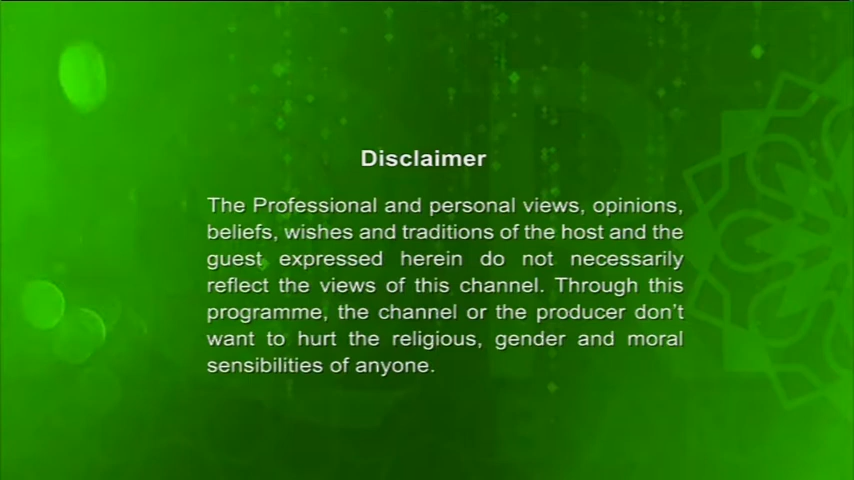 Disclaimer
The Professional and personal views, opinions,
beliefs, wishes and traditions of the host and the
guest expressed herein do not necessarily
reflect the views of this channel. Through this
programme, the channel or the producer don't
want to hurt the religious, gender and moral
sensibilities of anyone.